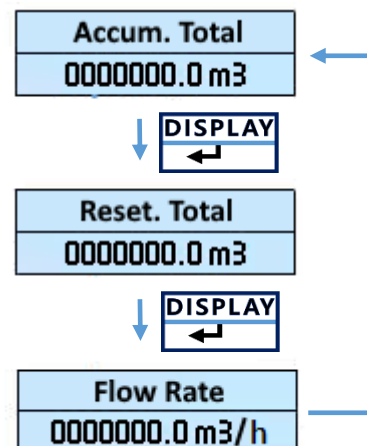 Accum. Total
0000000.0 m3
DISPLAY
Reset. Total
0000000.0 m3
DISPLAY
Flow Rate
0000000.0 m3/h